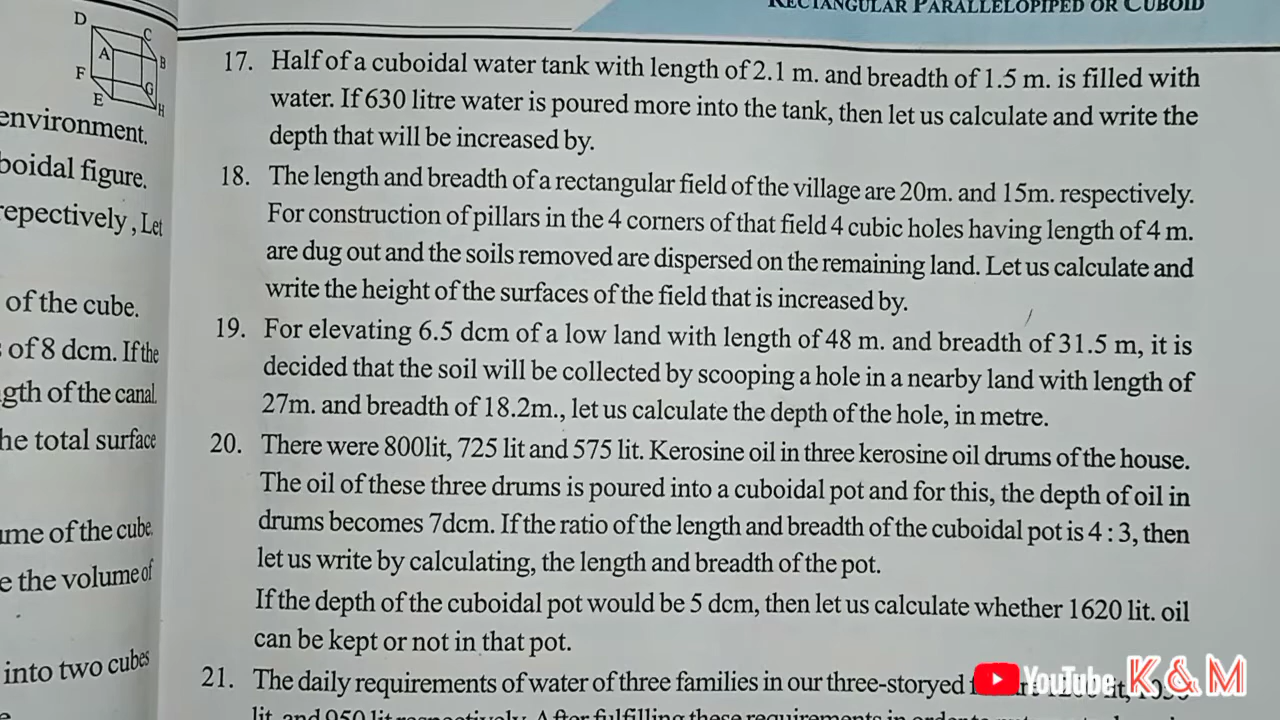 RECTANGULAR PARALLELOPIPED OR CUBOID
D
C
A
B
F
G
E
H
environment.
boidal figure.
repectively, Let
of the cube.
of 8 dcm. If the
gth of the canal.
he total surface
ume of the cube.
e the volume of
into two cubes
17. Half of a cuboidal water tank with length of 2.1 m. and breadth of 1.5 m. is filled with
water. If 630 litre water is poured more into the tank, then let us calculate and write the
depth that will be increased by.
18. The length and breadth of a rectangular field of the village are 20m. and 15m. respectively.
For construction of pillars in the 4 corners of that field 4 cubic holes having length of 4 m.
are dug out and the soils removed are dispersed on the remaining land. Let us calculate and
write the height of the surfaces of the field that is increased by.
19. For elevating 6.5 dcm of a low land with length of 48 m. and breadth of 31.5 m, it is
decided that the soil will be collected by scooping a hole in a nearby land with length of
27m. and breadth of 18.2m., let us calculate the depth of the hole, in metre.
20. There were 800lit, 725 lit and 575 lit. Kerosine oil in three kerosine oil drums of the house.
The oil of these three drums is poured into a cuboidal pot and for this, the depth of oil in
drums becomes 7dcm. If the ratio of the length and breadth of the cuboidal pot is 4 : 3, then
let us write by calculating, the length and breadth of the pot.
If the depth of the cuboidal pot would be 5 dcm, then let us calculate whether 1620 lit. oil
can be kept or not in that pot.
21. The daily requirements of water of three families in our three-storyed
lit. and 950 lit respectively. After fulfilling these requirements in order
YouTube K & M